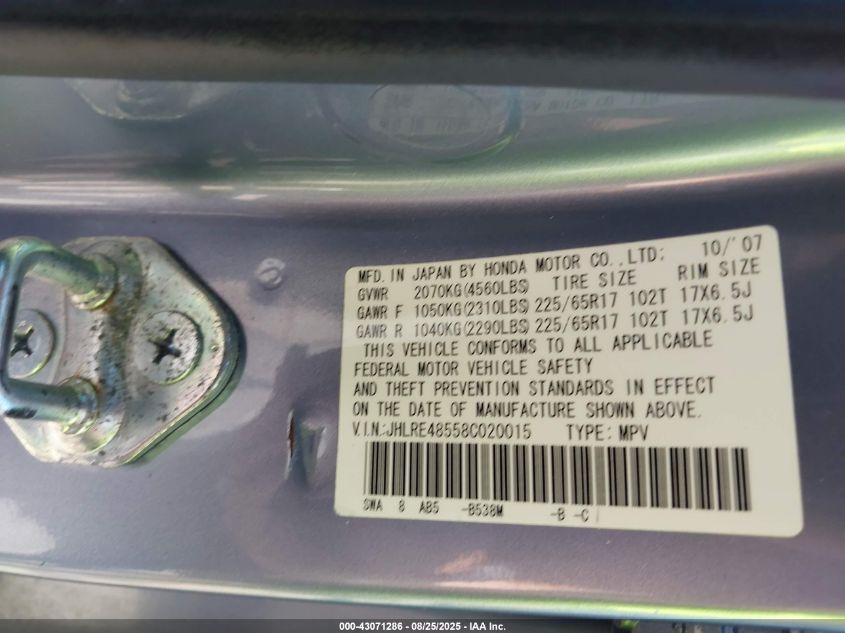 MFD. IN JAPAN BY HONDA MOTOR CO.,LTD; 10/'07
GVWR 2070KG(4560LBS) TIRE SIZE RIM SIZE
GAWR F 1050KG(2310LBS) 225/65R17 102T 17X6.5J
GAWR R 1040KG(2290LBS) 225/65R17 102T 17X6.5J
THIS VEHICLE CONFORMS TO ALL APPLICABLE
FEDERAL MOTOR VEHICLE SAFETY
AND THEFT PREVENTION STANDARDS IN EFFECT
ON THE DATE OF MANUFACTURE SHOWN ABOVE.
V.I.N.:JHLRE48558C020015 TYPE: MPV
SWA 8 AB5 -B538M -B -C
000-43071286 - 08/25/2025 - IAA Inc.